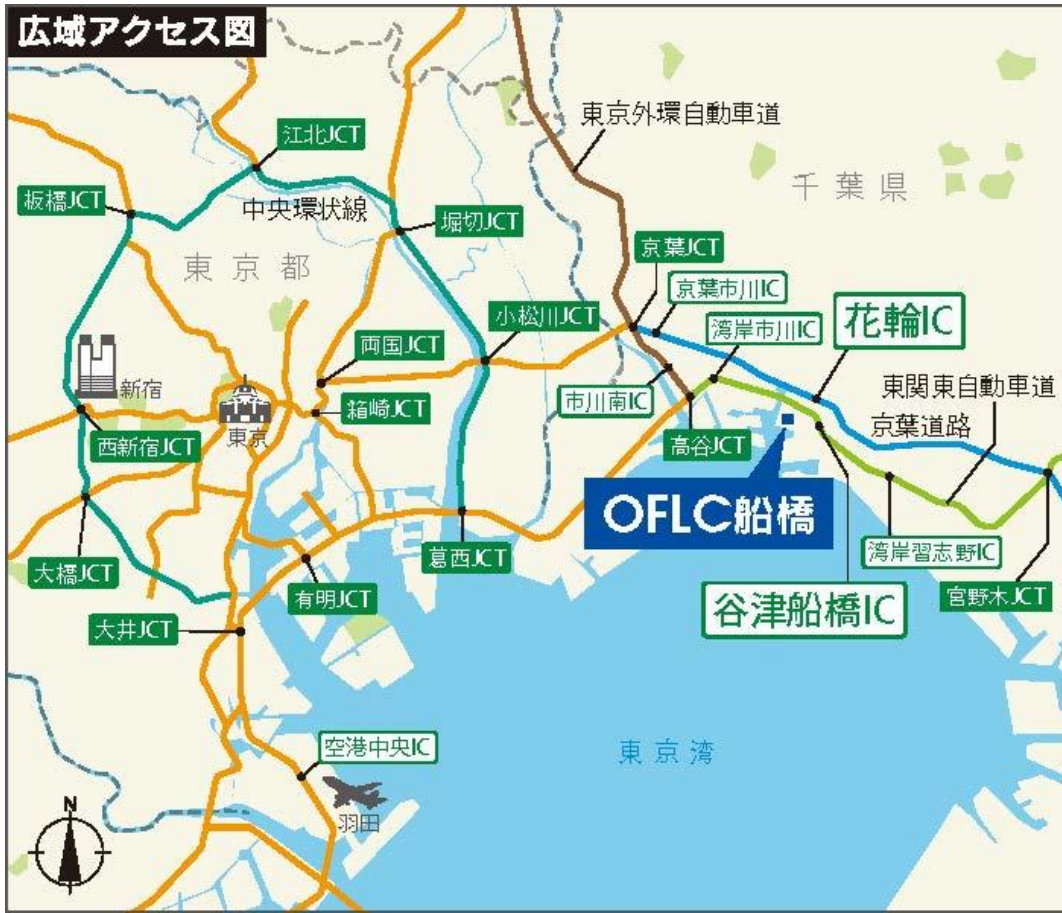 広域アクセス図
東京外環自動車道
江北JCT
千葉県
板橋JCT
中央環状線
堀切JCT
京葉JCT
東京都
京葉市川IC
小松川JCT
湾岸市川IC
花輪IC
両国JCT
新宿
市川南IC
東関東自動車道
箱崎JCT
京葉道路
東京
西新宿JCT
高谷JCT
OFLC船橋
葛西JCT
湾岸習志野IC
大橋JCT
有明JCT
宮野木JCT
谷津船橋IC
大井JCT
空港中央IC
東京湾
N
羽田